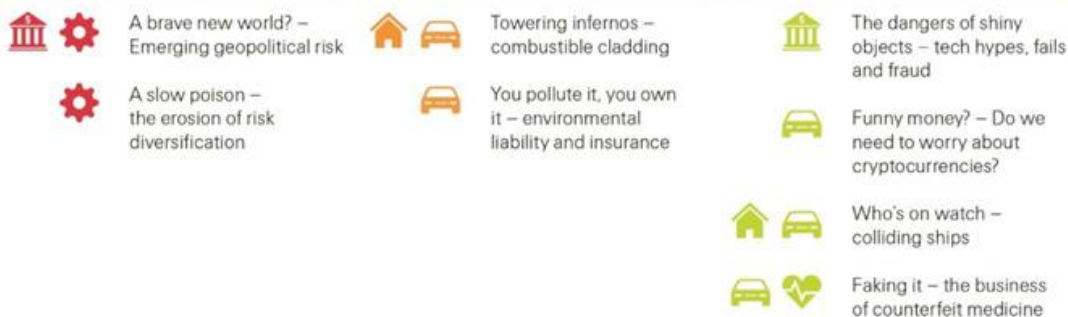 A brave new world? –
Emerging geopolitical risk
A slow poison –
the erosion of risk
diversification
Towering infernos –
combustible cladding
You pollute it, you own
it – environmental
liability and insurance
The dangers of shiny
objects – tech hypes, fails
and fraud
Funny money? – Do we
need to worry about
cryptocurrencies?
Who's on watch –
colliding ships
Faking it – the business
of counterfeit medicine